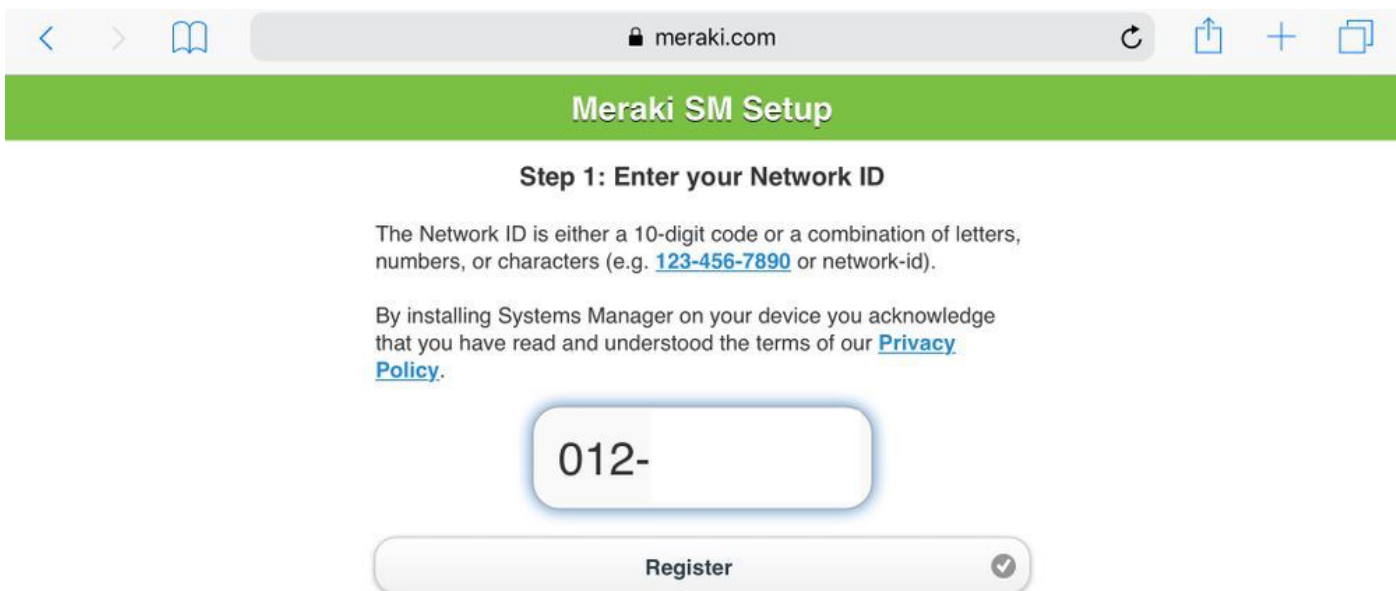 meraki.com
Meraki SM Setup
Step 1: Enter your Network ID
The Network ID is either a 10-digit code or a combination of letters,
numbers, or characters (e.g. 123-456-7890 or network-id).
By installing Systems Manager on your device you acknowledge
that you have read and understood the terms of our Privacy
Policy.
012-
Register